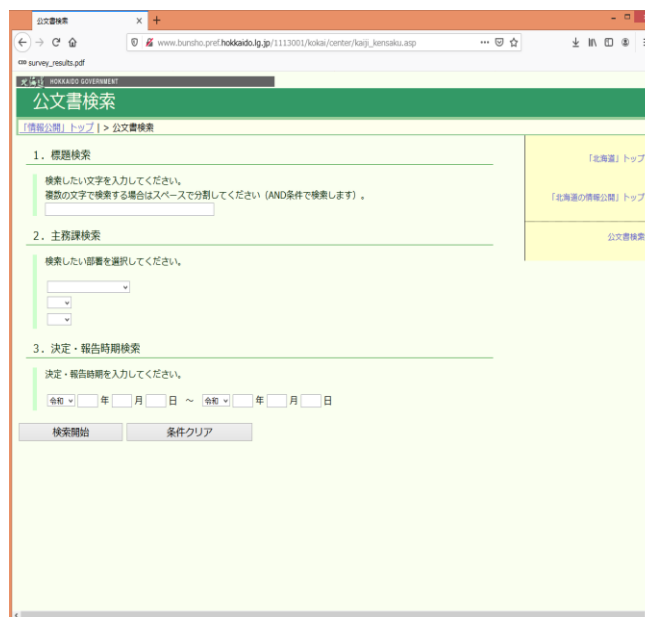 公文書検索
www.bunsho.pref.hokkaido.lg.jp/1113001/kokai/center/kaiji_kensaku.asp
survey_results.pdf
北海道 HOKKAIDO GOVERNMENT
公文書検索
「情報公開」トップ | > 公文書検索
1. 標題検索
検索したい文字を入力してください。
複数の文字で検索する場合はスペースで分割してください（AND条件で検索します）。
2. 主務課検索
検索したい部署を選択してください。
3. 決定・報告時期検索
決定・報告時期を入力してください。
令和 年 月 日 ～ 令和 年 月 日
検索開始 条件クリア
「北海道」トップ
「北海道の情報公開」トップ
公文書検索